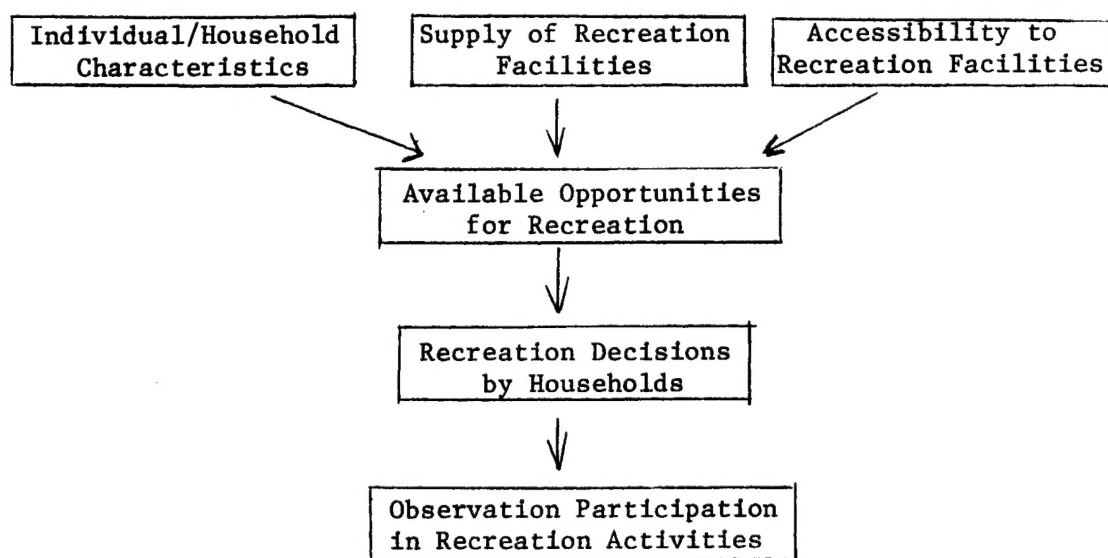 Individual/Household
Characteristics
Supply of Recreation
Facilities
Accessibility to
Recreation Facilities
Available Opportunities
for Recreation
Recreation Decisions
by Households
Observation Participation
in Recreation Activities